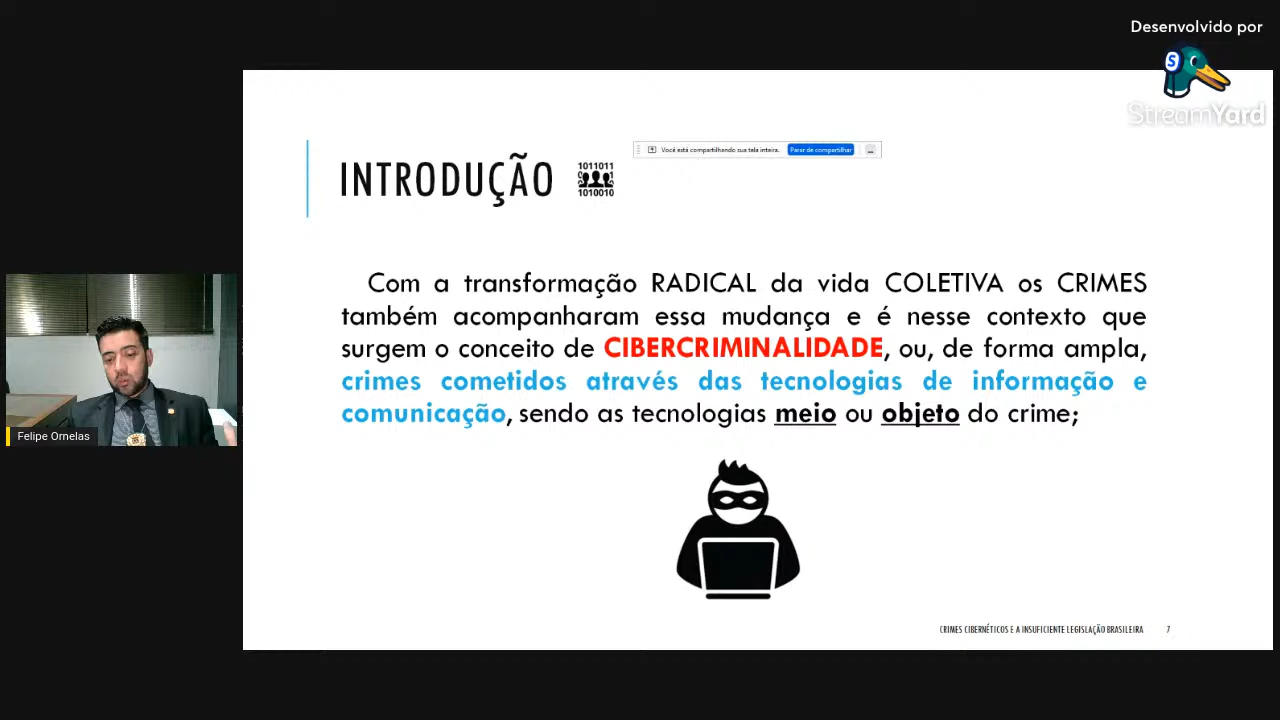 Desenvolvido por
StreamYard
Você está compartilhando sua tela inteira. Parar de compartilhar
INTRODUÇÃO
1011011
1010010
Com a transformação RADICAL da vida COLETIVA os CRIMES
também acompanharam essa mudança e é nesse contexto que
surgem o conceito de CIBERCRIMINALIDADE, ou, de forma ampla,
crimes cometidos através das tecnologias de informação e
comunicação, sendo as tecnologias meio ou objeto do crime;
Felipe Ornelas
CRIMES CIBERNÉTICOS E A INSUFICIENTE LEGISLAÇÃO BRASILEIRA 7